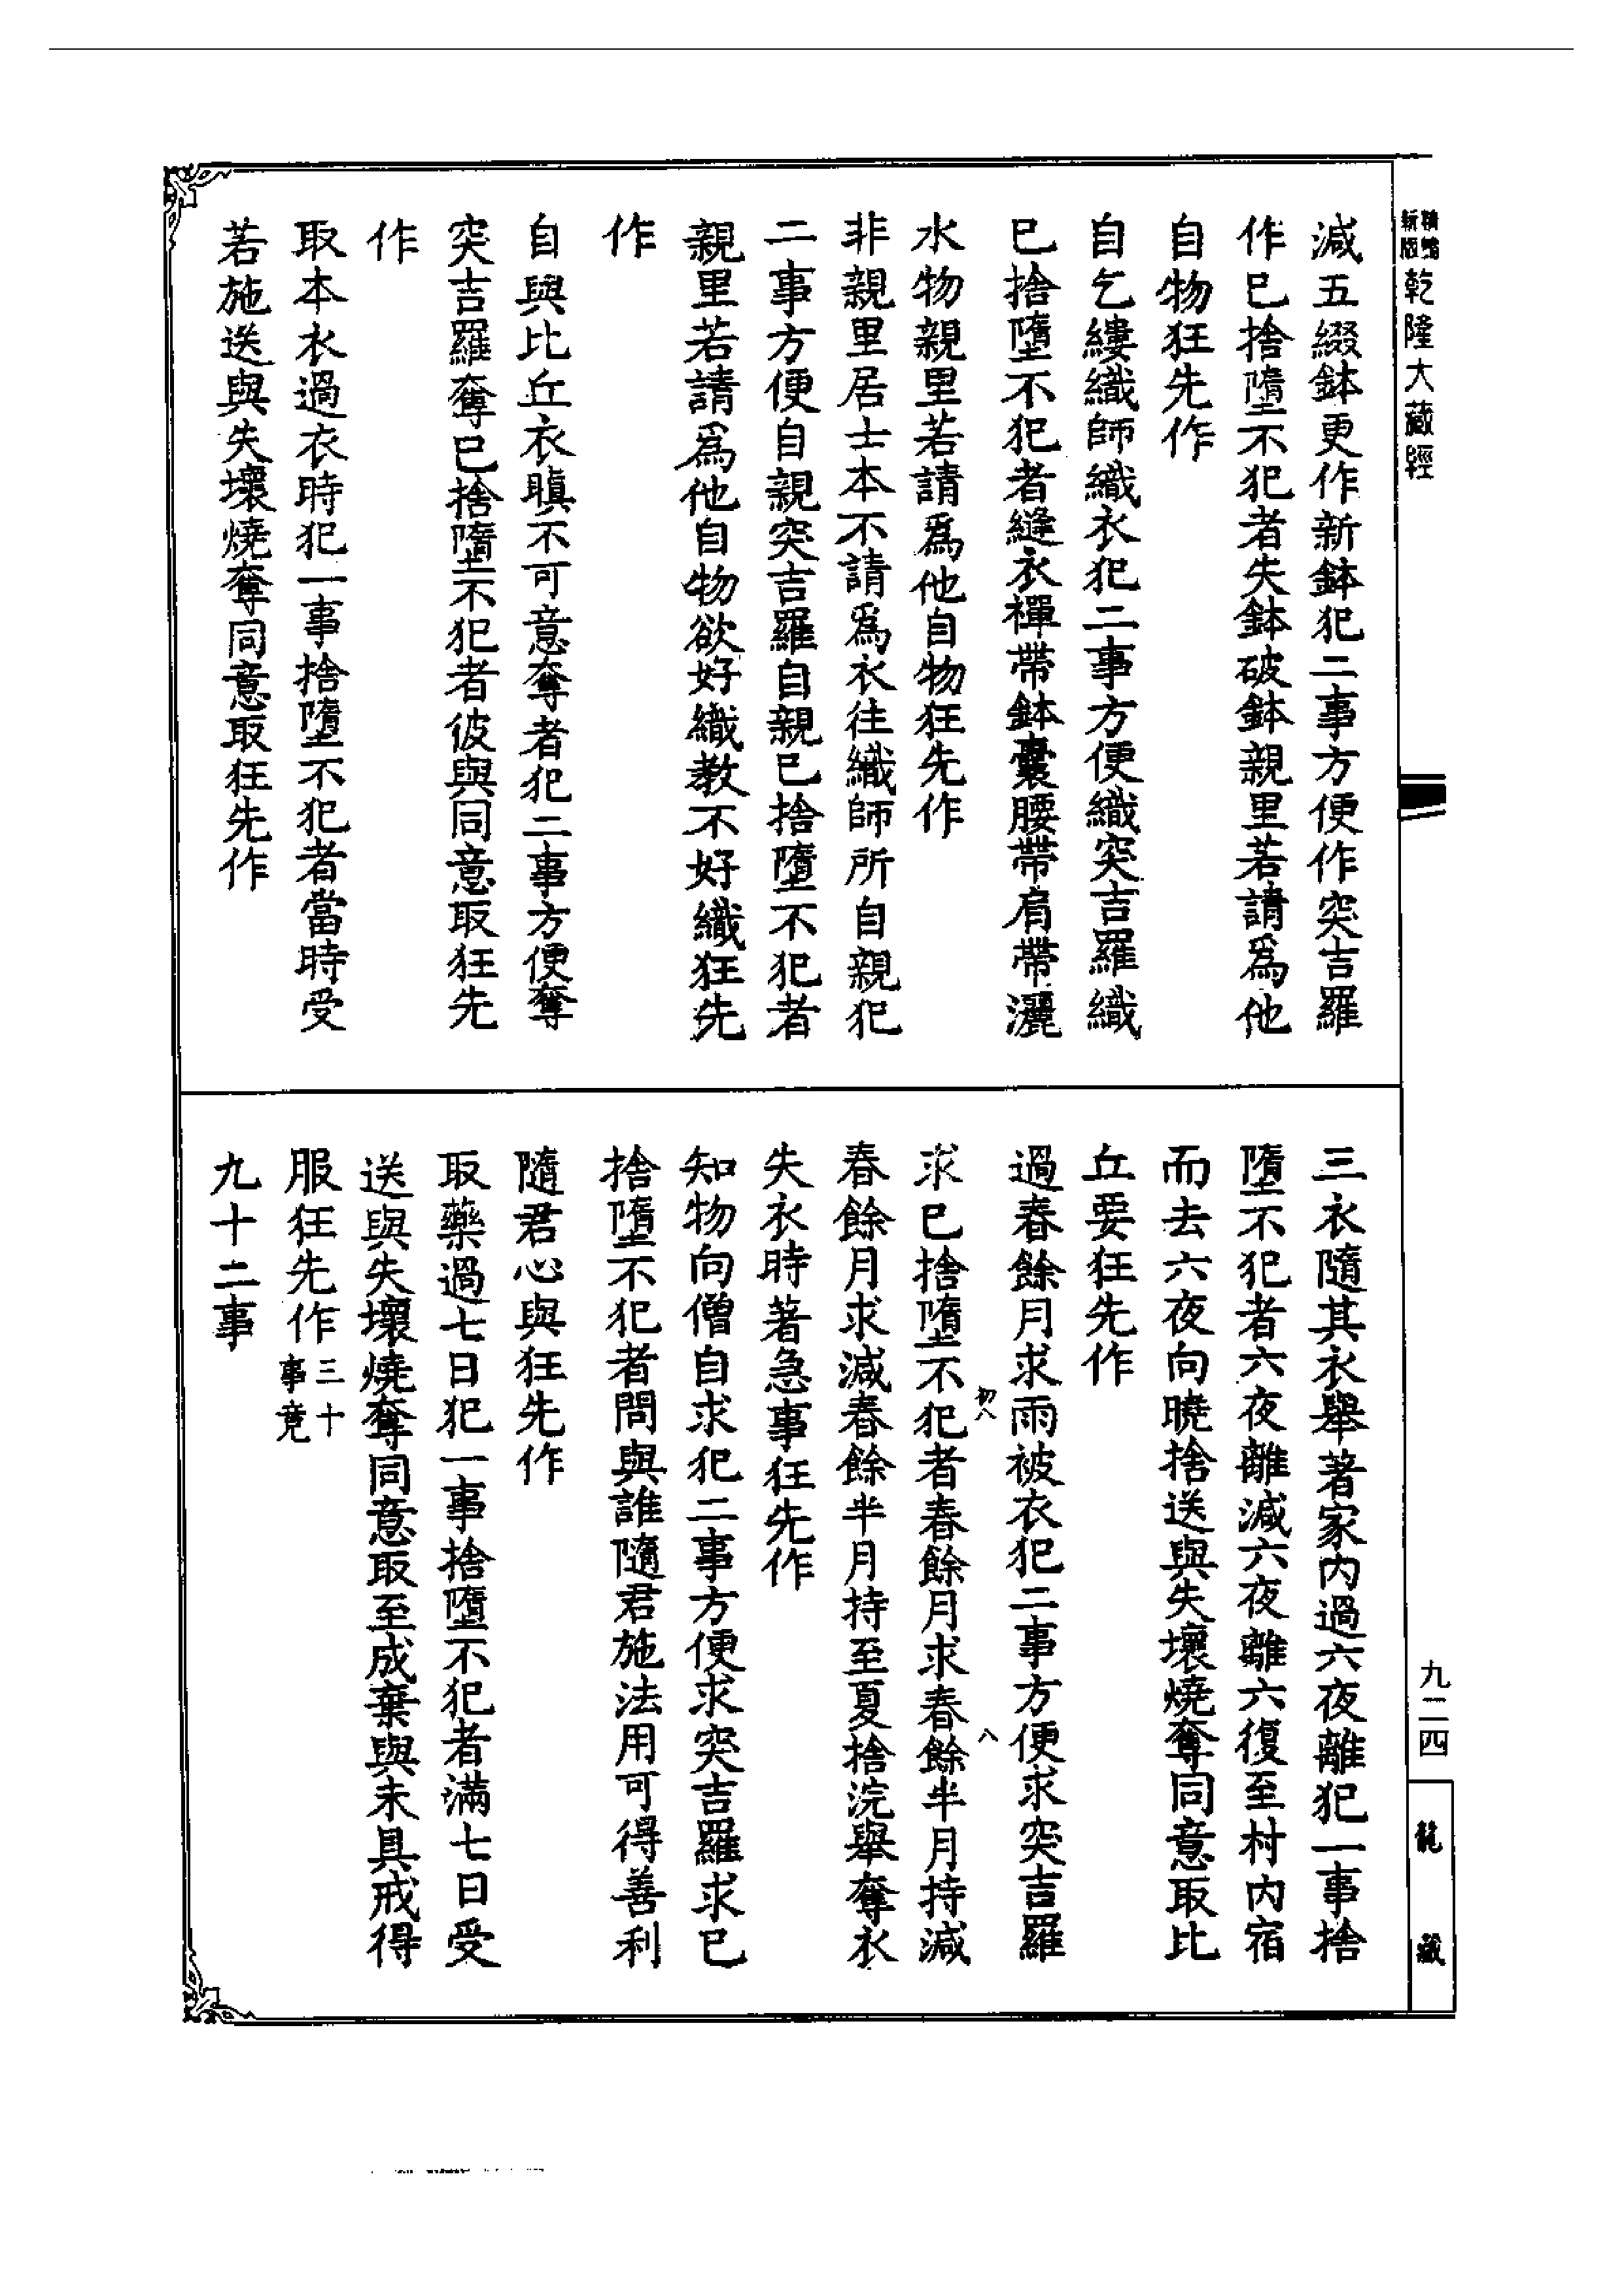 精編新版 乾隆大藏經
減五綴鉢更作新鉢犯二事方便作突吉羅
作已捨墮不犯者失鉢破鉢親里若請爲他
自物狂先作
自乞縷織師織衣犯二事方便織突吉羅織
已捨墮不犯者縫衣禪帶鉢囊腰帶肩帶灑
水物親里若請爲他自物狂先作
非親里居士本不請爲衣往織師所自親犯
二事方便自親突吉羅自親已捨墮不犯者
親里若請爲他自物欲好織教不好織狂先
作
自與比丘衣瞋不可意奪者犯二事方便奪
突吉羅奪已捨墮不犯者彼與同意取狂先
作
取本衣過衣時犯一事捨墮不犯者當時受
若施送與失壞燒奪同意取狂先作
三衣隨其衣舉著家內過六夜離犯一事捨
墮不犯者六夜離減六夜離六復至村內宿
而去六夜向曉捨送與失壞燒奪同意取比
丘要狂先作
過春餘月求雨被衣犯二事方便求突吉羅
初八 八
求已捨墮不犯者春餘月求春餘半月持減
春餘月求減春餘半月持至夏捨浣舉奪衣
失衣時著急事狂先作
知物向僧自求犯二事方便求突吉羅求已
捨墮不犯者問與誰隨君施法用可得善利
隨君心與狂先作
取藥過七日犯一事捨墮不犯者滿七日受
送與失壞燒奪同意取至成棄與未具戒得
服狂先作三十事竟
九十二事
九二四
龍藏